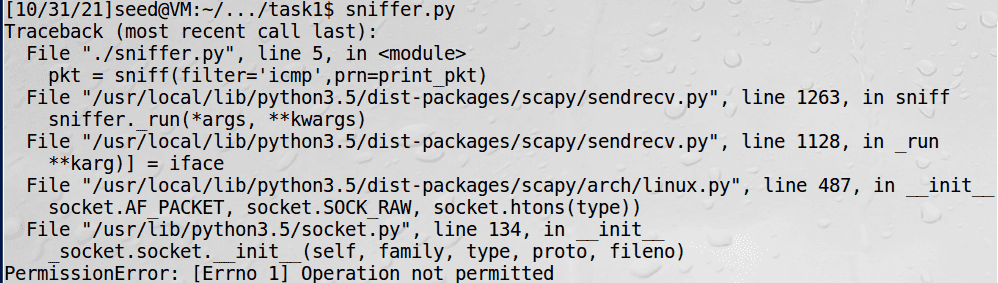 [10/31/21]seed@VM:~/.../task1$ sniffer.py
Traceback (most recent call last):
  File "./sniffer.py", line 5, in <module>
    pkt = sniff(filter='icmp',prn=print_pkt)
  File "/usr/local/lib/python3.5/dist-packages/scapy/sendrecv.py", line 1263, in sniff
    sniffer._run(*args, **kwargs)
  File "/usr/local/lib/python3.5/dist-packages/scapy/sendrecv.py", line 1128, in _run
    **karg)] = iface
  File "/usr/local/lib/python3.5/dist-packages/scapy/arch/linux.py", line 487, in __init__
    socket.AF_PACKET, socket.SOCK_RAW, socket.htons(type))
  File "/usr/lib/python3.5/socket.py", line 134, in __init__
    _socket.socket.__init__(self, family, type, proto, fileno)
PermissionError: [Errno 1] Operation not permitted